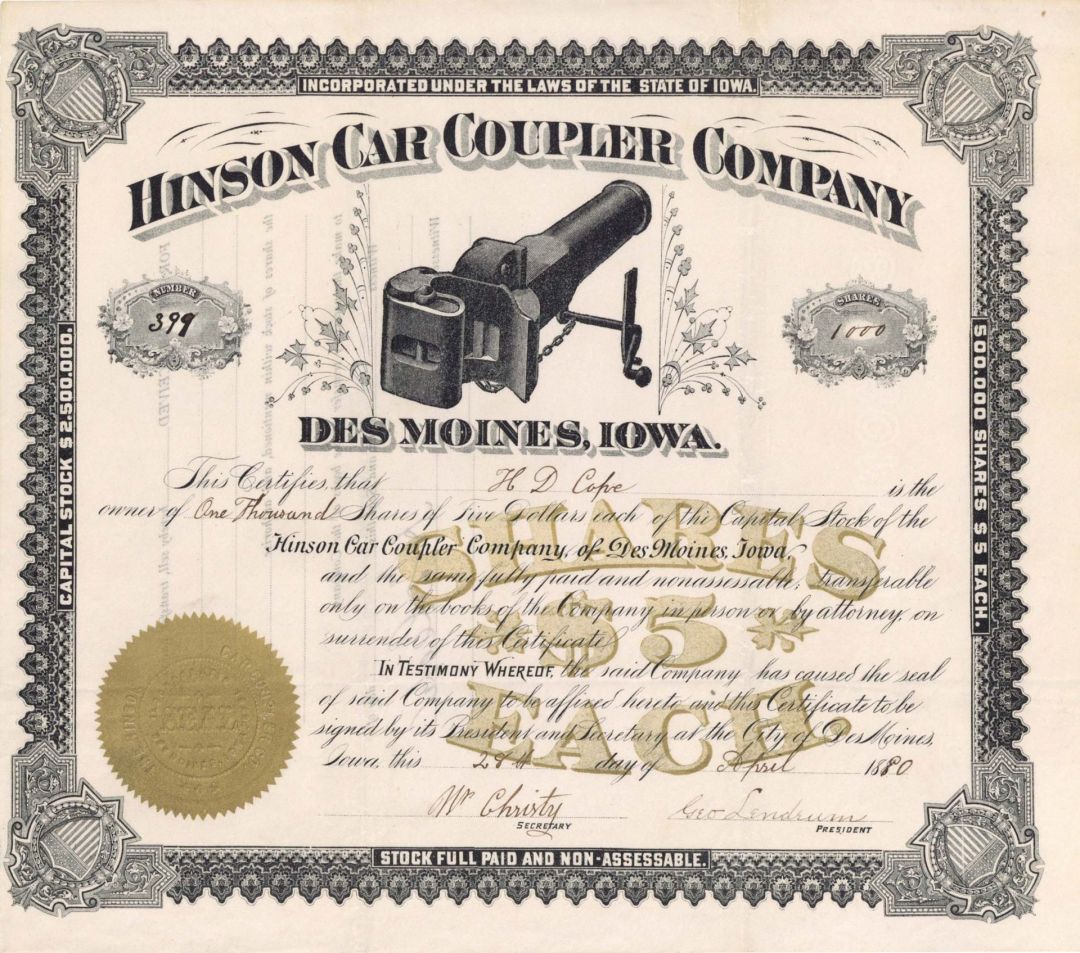 INCORPORATED UNDER THE LAWS OF THE STATE OF IOWA.
HINSON CAR COUPLER COMPANY
NUMBER
399
SHARES
1000
DES MOINES, IOWA.
CAPITAL STOCK $2.500.000.
500.000 SHARES $5 EACH.
This Certifies, that H D Cope is the
owner of One Thousand Shares of Five Dollars each of the Capital Stock of the
Hinson Car Coupler Company, of Des Moines, Iowa,
and the same fully paid and nonassessable, transferable
only on the books of the Company in person or by attorney, on
surrender of this Certificate.
In Testimony Whereof, the said Company has caused the seal
of said Company to be affixed hereto and this Certificate to be
signed by its President and Secretary at the City of Des Moines,
Iowa, this day of April 1880
SHARES
$5
EACH.
SEAL
Wm Christy
SECRETARY
Geo Lendrum
PRESIDENT
STOCK FULL PAID AND NON-ASSESSABLE.